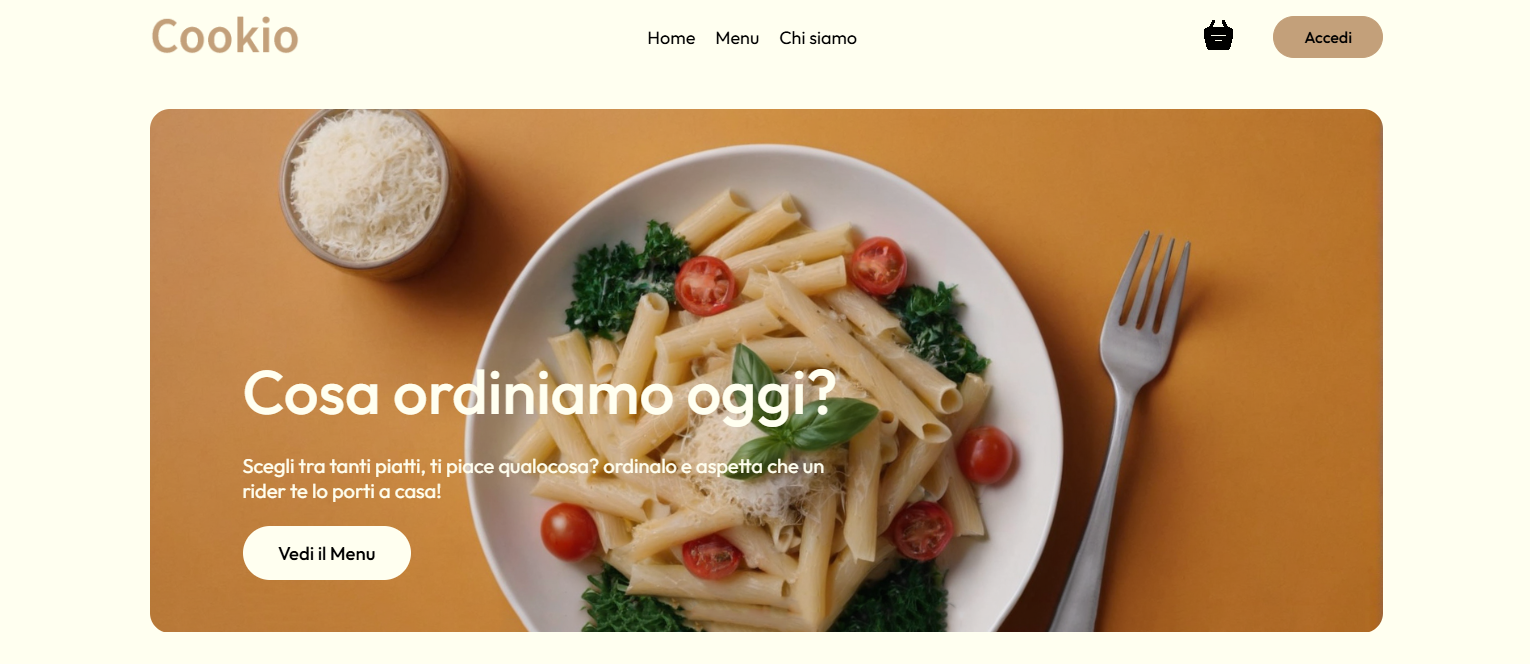 Cookio
Home Menu Chi siamo
Accedi
Cosa ordiniamo oggi?
Scegli tra tanti piatti, ti piace qualocosa? ordinalo e aspetta che un
rider te lo porti a casa!
Vedi il Menu